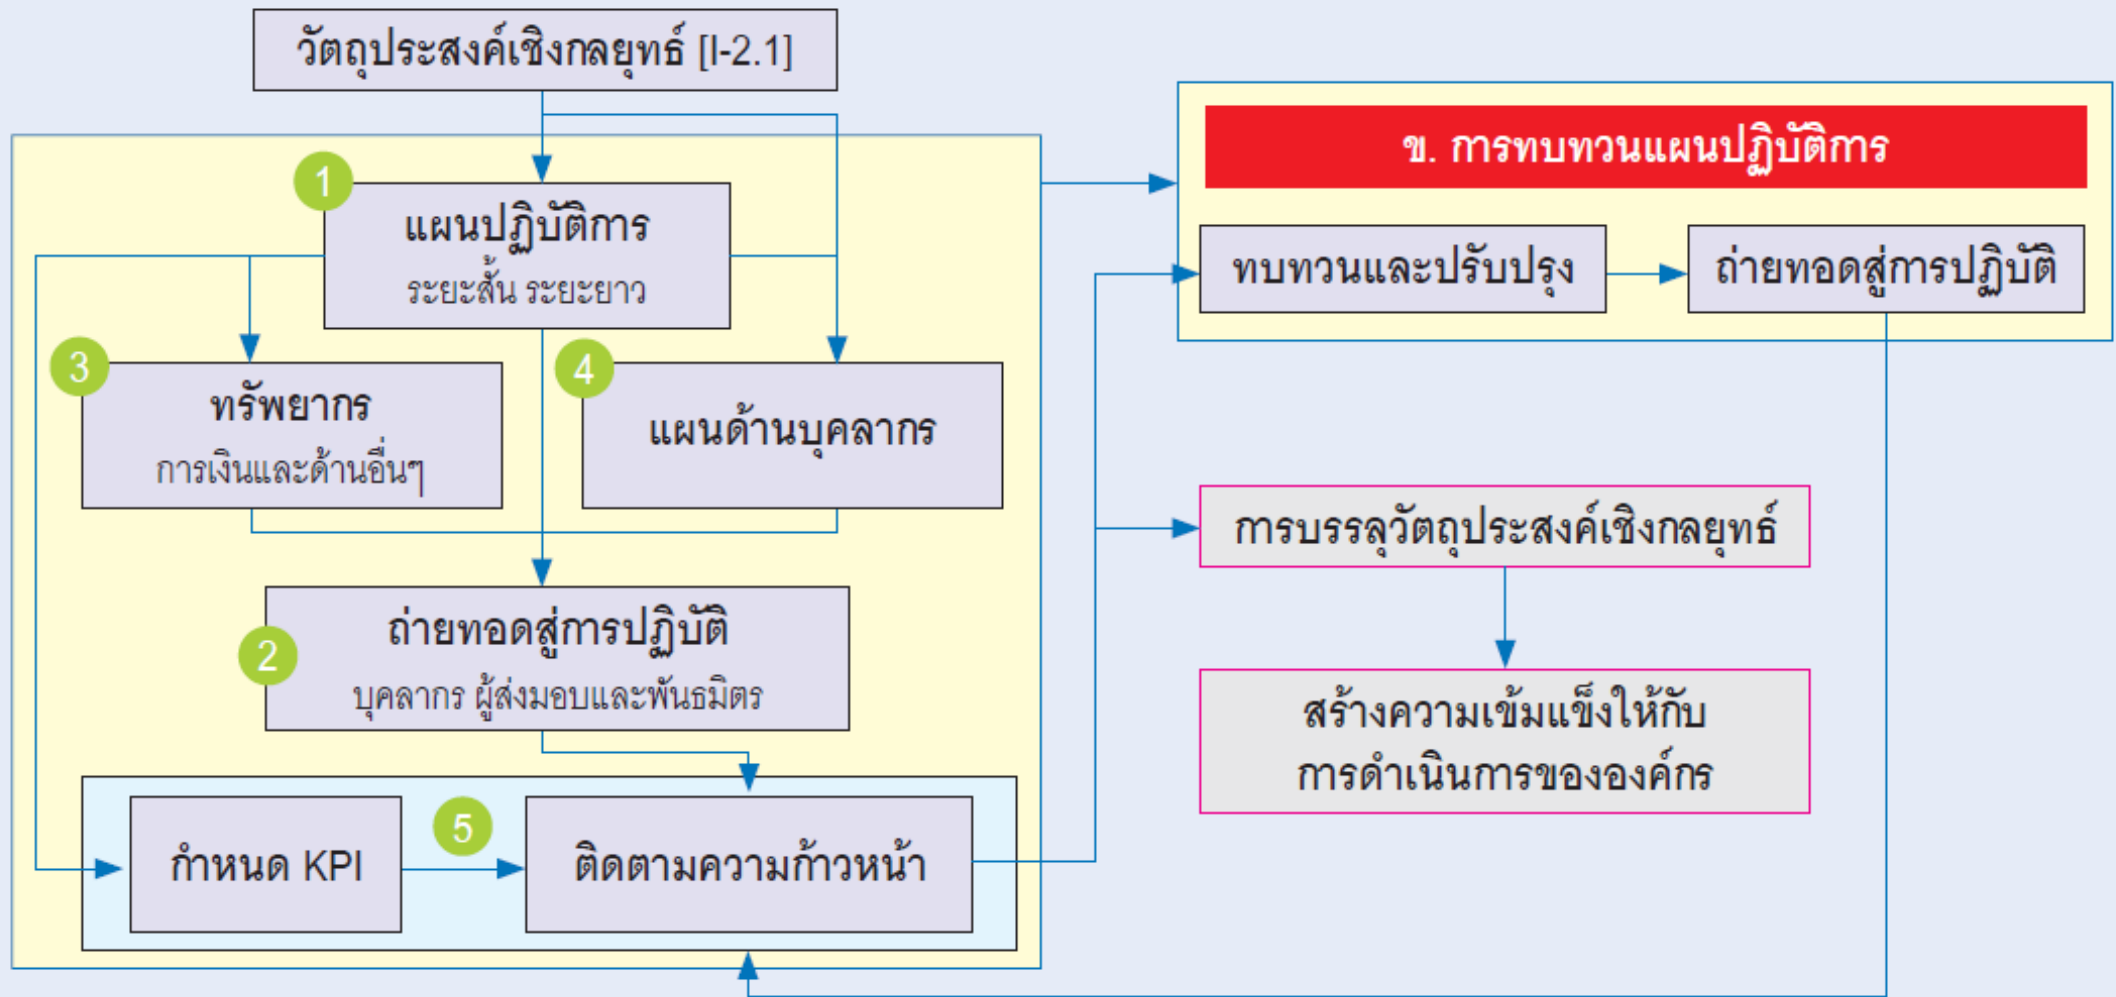 วัตถุประสงค์เชิงกลยุทธ์ [I-2.1]
1
แผนปฏิบัติการ
ระยะสั้น ระยะยาว
3
ทรัพยากร
การเงินและด้านอื่นๆ
4
แผนด้านบุคลากร
2
ถ่ายทอดสู่การปฏิบัติ
บุคลากร ผู้ส่งมอบและพันธมิตร
กำหนด KPI
5
ติดตามความก้าวหน้า
ข. การทบทวนแผนปฏิบัติการ
ทบทวนและปรับปรุง
ถ่ายทอดสู่การปฏิบัติ
การบรรลุวัตถุประสงค์เชิงกลยุทธ์
สร้างความเข้มแข็งให้กับ
การดำเนินการขององค์กร